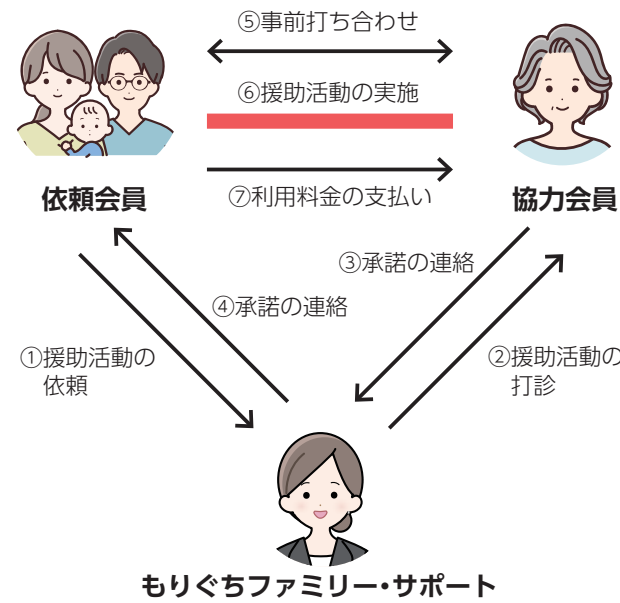 ⑤事前打ち合わせ
⑥援助活動の実施
⑦利用料金の支払い
依頼会員
協力会員
③承諾の連絡
④承諾の連絡
①援助活動の
依頼
②援助活動の
打診
もりぐちファミリー・サポート